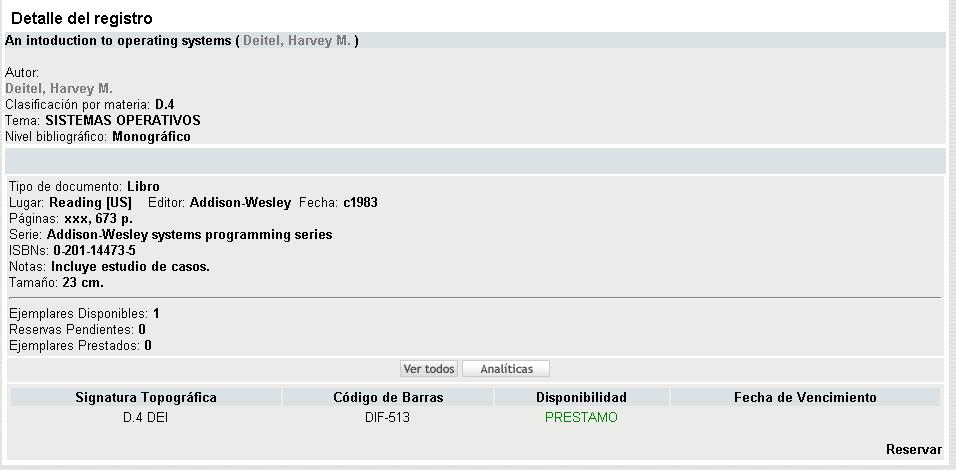 Detalle del registro
An intoduction to operating systems ( Deitel, Harvey M. )
Autor:
Deitel, Harvey M.
Clasificación por materia: D.4
Tema: SISTEMAS OPERATIVOS
Nivel bibliográfico: Monográfico
Tipo de documento: Libro
Lugar: Reading [US] Editor: Addison-Wesley Fecha: c1983
Páginas: xxx, 673 p.
Serie: Addison-Wesley systems programming series
ISBNs: 0-201-14473-5
Notas: Incluye estudio de casos.
Tamaño: 23 cm.
Ejemplares Disponibles: 1
Reservas Pendientes: 0
Ejemplares Prestados: 0
Ver todos Analíticas
Signatura Topográfica Código de Barras Disponibilidad Fecha de Vencimiento
D.4 DEI DIF-513 PRESTAMO
Reservar